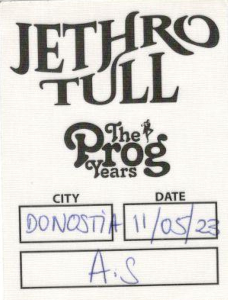 JETHRO
TULL
The
Prog
Years
CITY DATE
DONOSTIA 11/05/23
A.S